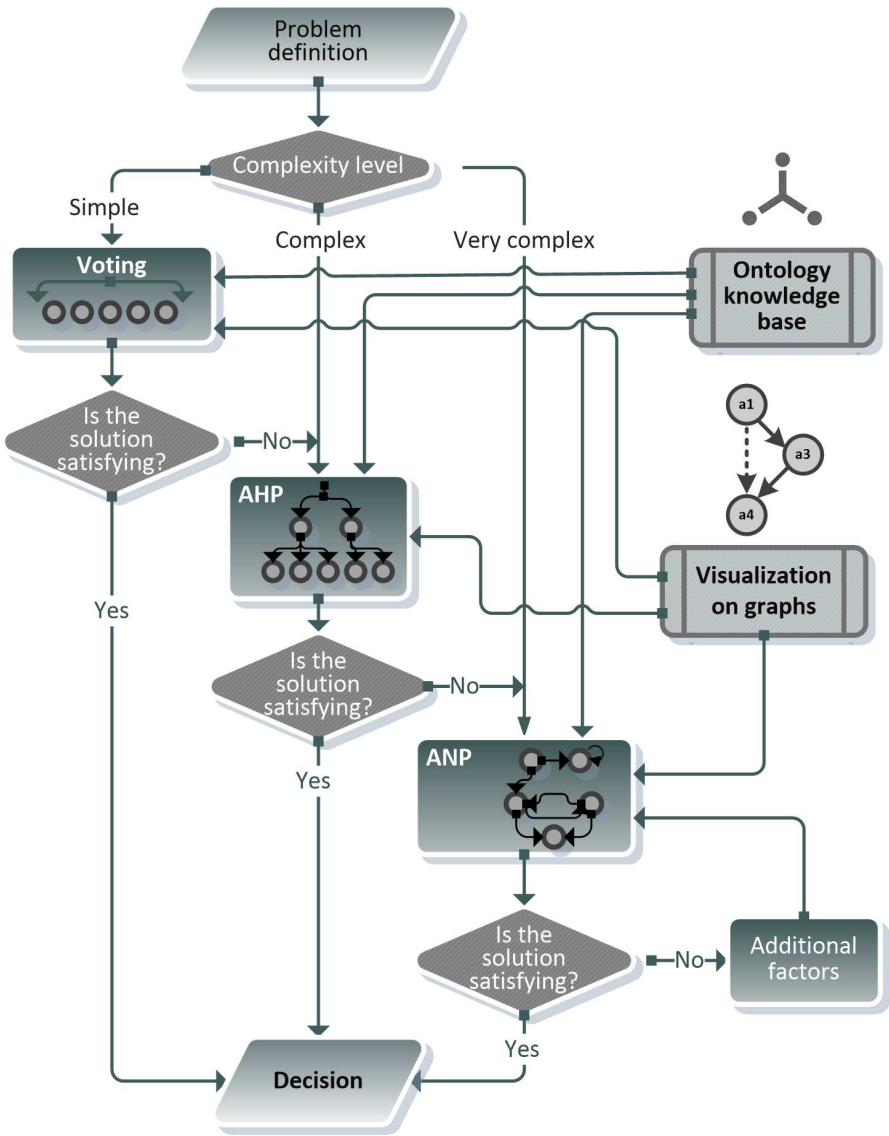 Problem
definition
Complexity level
Simple
Complex
Very complex
Voting
Ontology
knowledge
base
Is the
solution
satisfying?
No
a1
a3
a4
AHP
Visualization
on graphs
Yes
Is the
solution
satisfying?
No
Yes
ANP
Is the
solution
satisfying?
No
Additional
factors
Yes
Decision